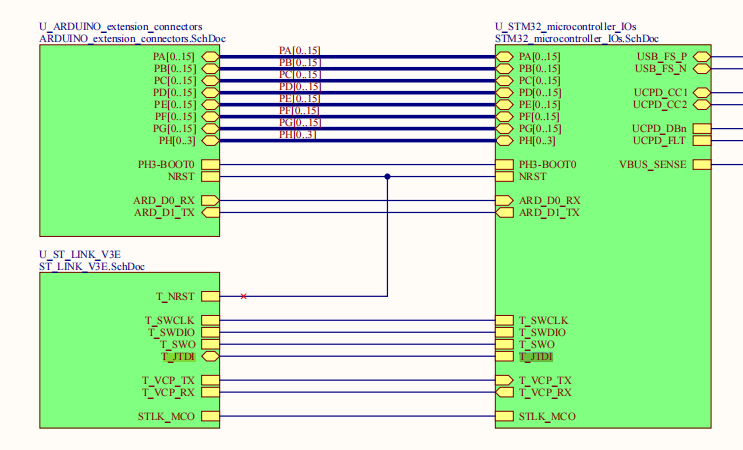 U_ARDUINO_extension_connectors
ARDUINO_extension_connectors.SchDoc
PA[0..15]
PB[0..15]
PC[0..15]
PD[0..15]
PE[0..15]
PF[0..15]
PG[0..15]
PH[0..3]
PH3-BOOT0
NRST
ARD_D0_RX
ARD_D1_TX
PA[0..15]
PB[0..15]
PC[0..15]
PD[0..15]
PE[0..15]
PF[0..15]
PG[0..15]
PH[0..3]
U_STM32_microcontroller_IOs
STM32_microcontroller_IOs.SchDoc
PA[0..15]
PB[0..15]
PC[0..15]
PD[0..15]
PE[0..15]
PF[0..15]
PG[0..15]
PH[0..3]
PH3-BOOT0
NRST
ARD_D0_RX
ARD_D1_TX
T_SWCLK
T_SWDIO
T_SWO
T_JTDI
T_VCP_TX
T_VCP_RX
STLK_MCO
USB_FS_P
USB_FS_N
UCPD_CC1
UCPD_CC2
UCPD_DBn
UCPD_FLT
VBUS_SENSE
U_ST_LINK_V3E
ST_LINK_V3E.SchDoc
T_NRST
T_SWCLK
T_SWDIO
T_SWO
T_JTDI
T_VCP_TX
T_VCP_RX
STLK_MCO